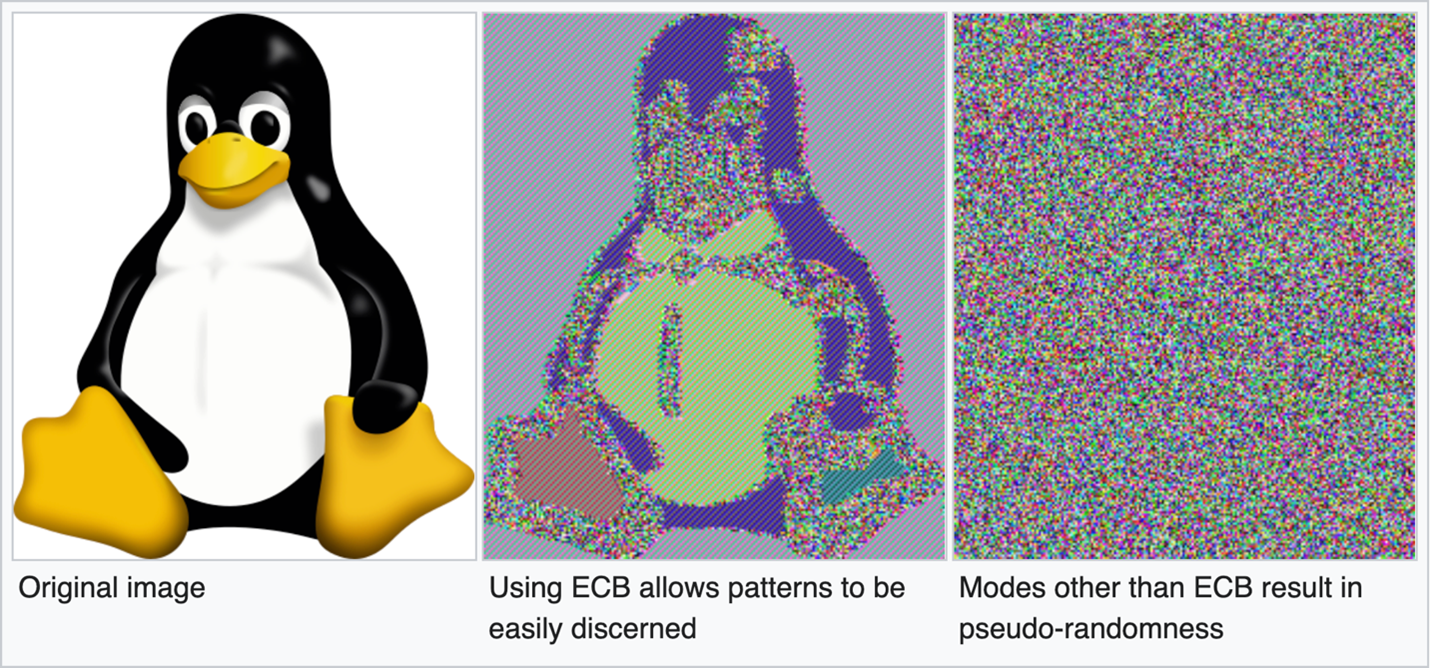 Original image
Using ECB allows patterns to be
easily discerned
Modes other than ECB result in
pseudo-randomness